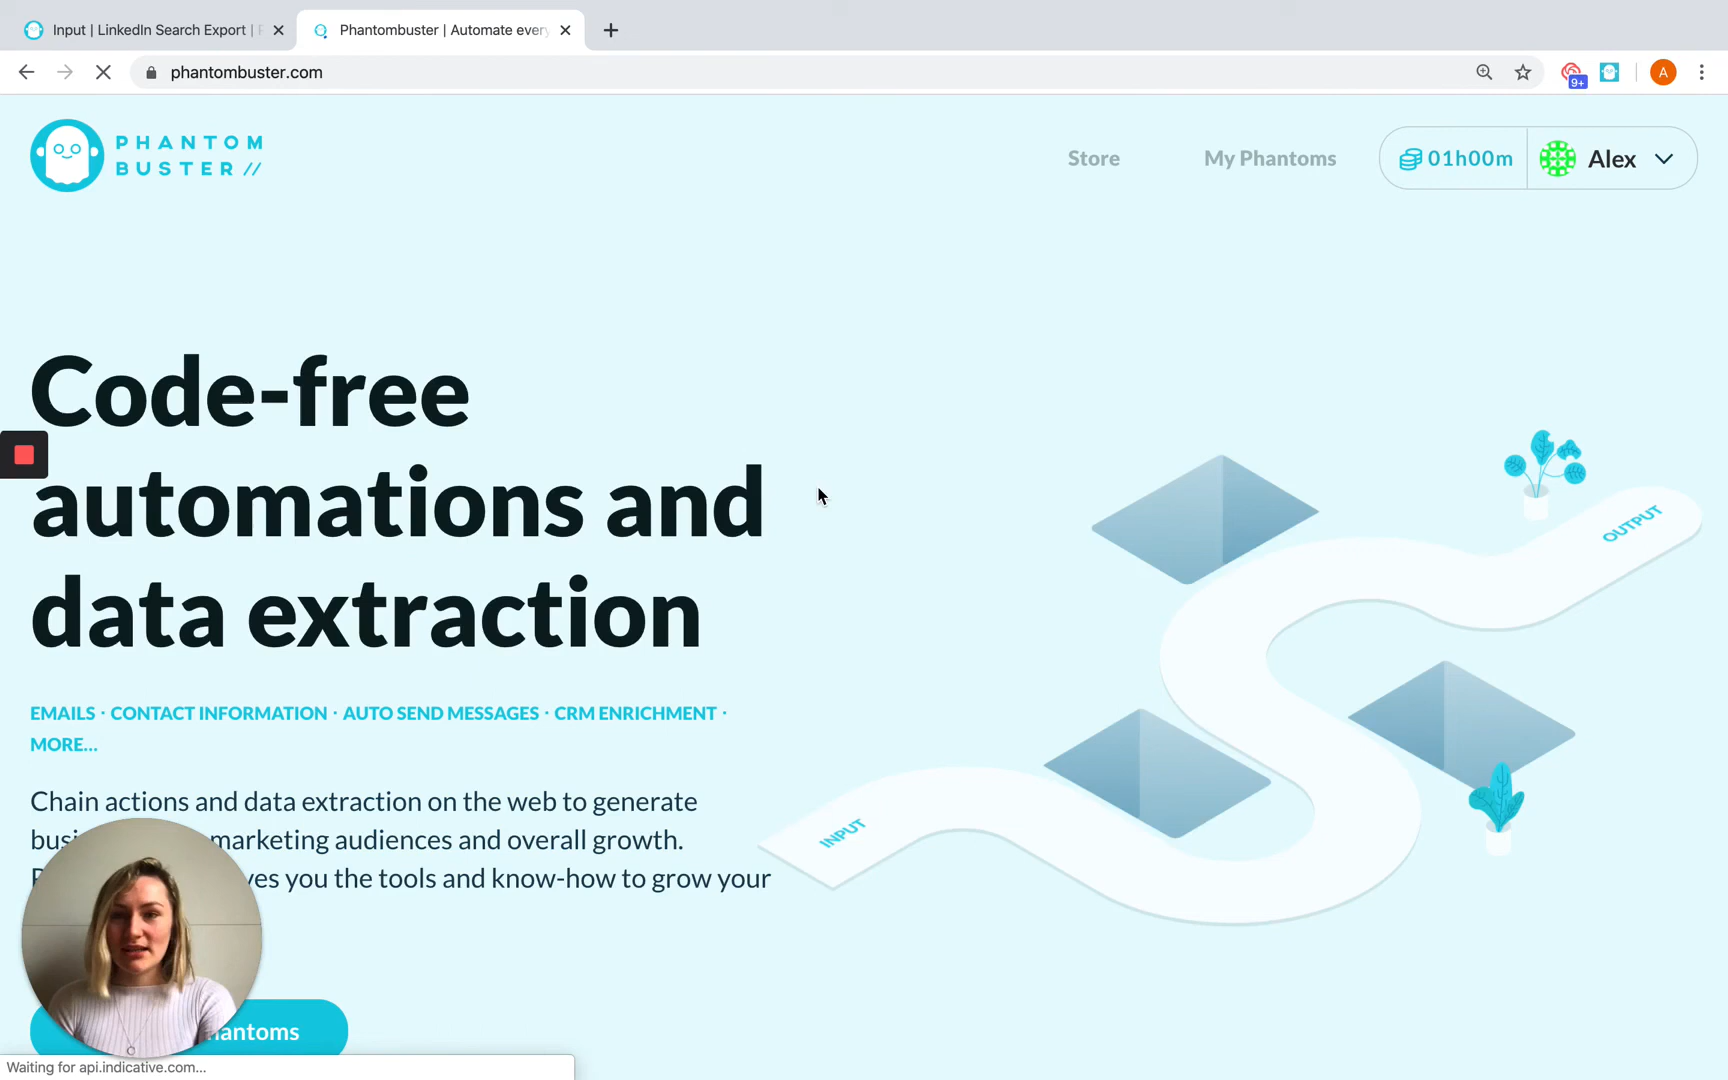 Input | LinkedIn Search Export |
Phantombuster | Automate every
phantombuster.com
9+
A
PHANTOM
BUSTER //
Store
My Phantoms
01h00m
Alex
Code-free
automations and
data extraction
OUTPUT
INPUT
EMAILS · CONTACT INFORMATION · AUTO SEND MESSAGES · CRM ENRICHMENT ·
MORE...
Chain actions and data extraction on the web to generate
marketing audiences and overall growth.
you the tools and know-how to grow your
Waiting for api.indicative.com...